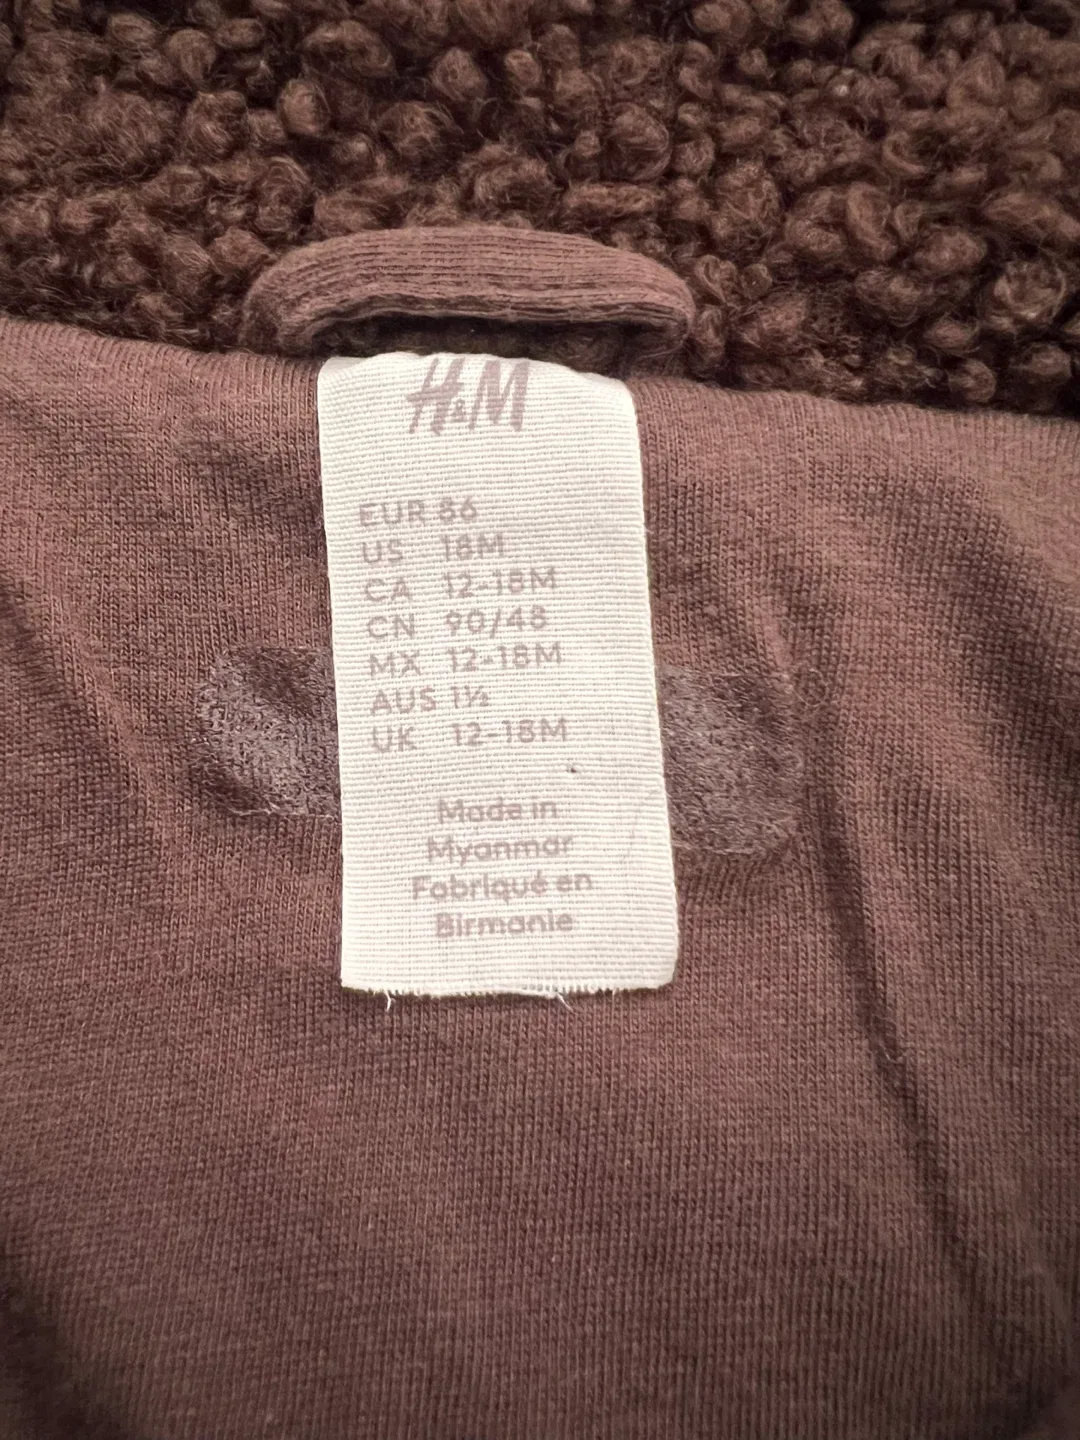 H&M
EUR 86
US 18M
CA 12-18M
CN 90/48
MX 12-18M
AUS 1½
UK 12-18M
Made in
Myanmar
Fabriqué en
Birmanie